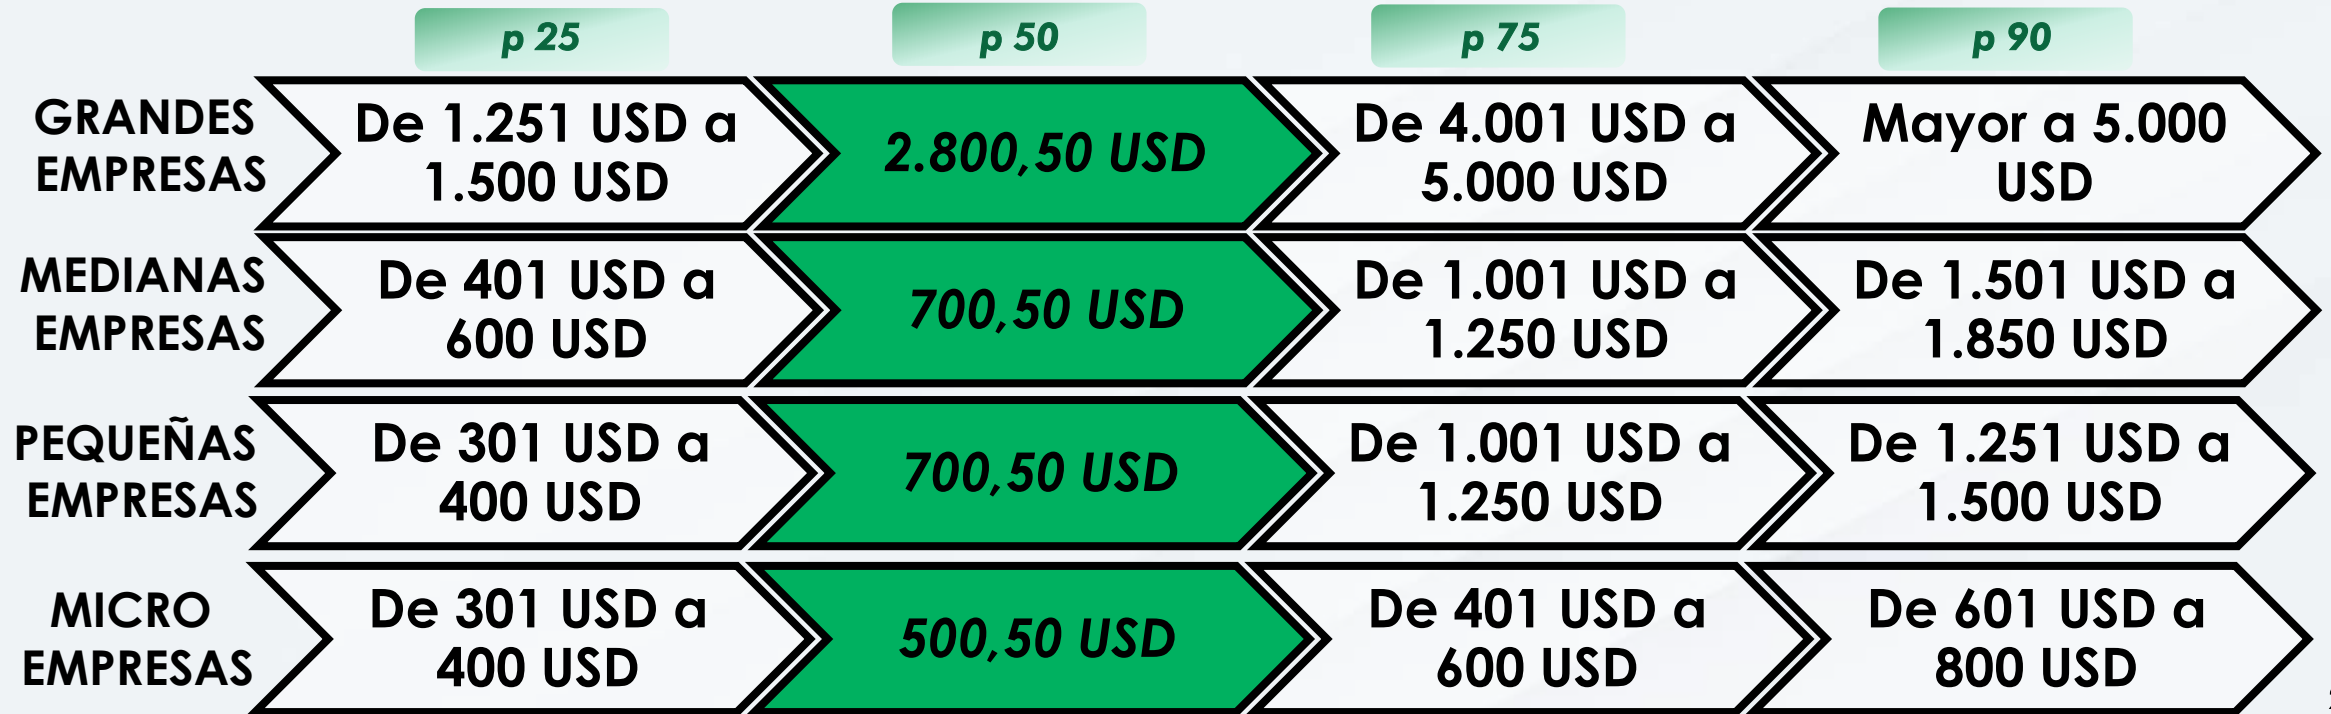 p 25
p 50
p 75
p 90
GRANDES
EMPRESAS
De 1.251 USD a
1.500 USD
2.800,50 USD
De 4.001 USD a
5.000 USD
Mayor a 5.000
USD
MEDIANAS
EMPRESAS
De 401 USD a
600 USD
700,50 USD
De 1.001 USD a
1.250 USD
De 1.501 USD a
1.850 USD
PEQUEÑAS
EMPRESAS
De 301 USD a
400 USD
700,50 USD
De 1.001 USD a
1.250 USD
De 1.251 USD a
1.500 USD
MICRO
EMPRESAS
De 301 USD a
400 USD
500,50 USD
De 401 USD a
600 USD
De 601 USD a
800 USD